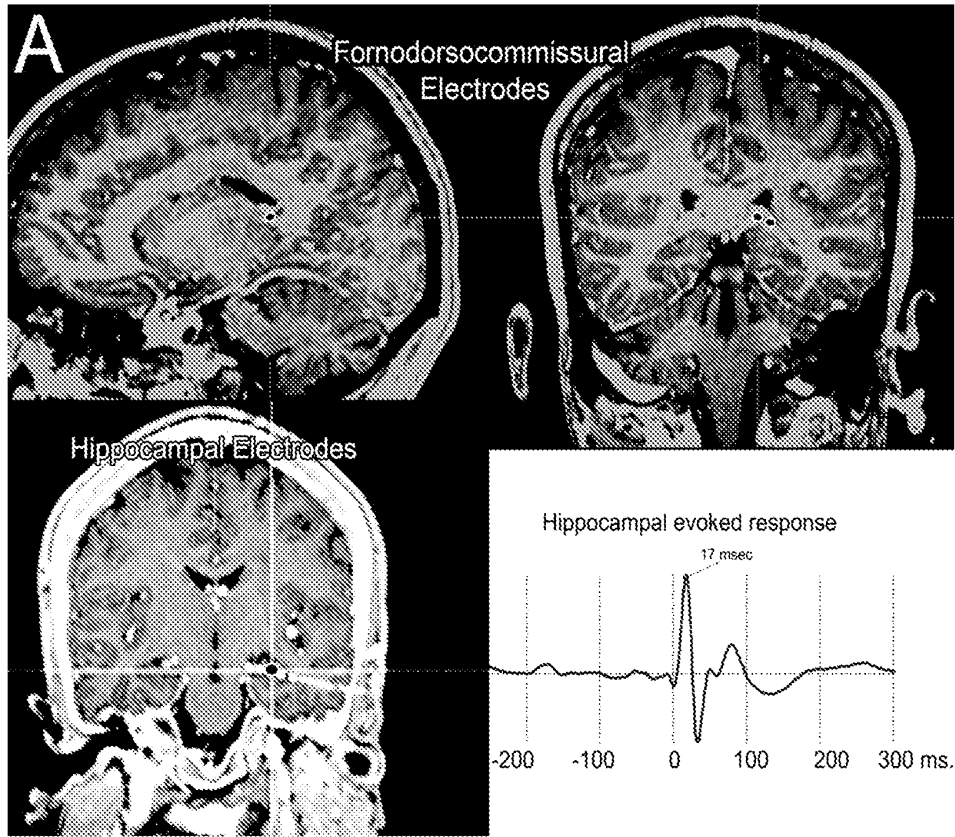 A
Fornodorsocommissural
Electrodes
Hippocampal Electrodes
Hippocampal evoked response
17 msec
-200 -100 0 100 200 300 ms.